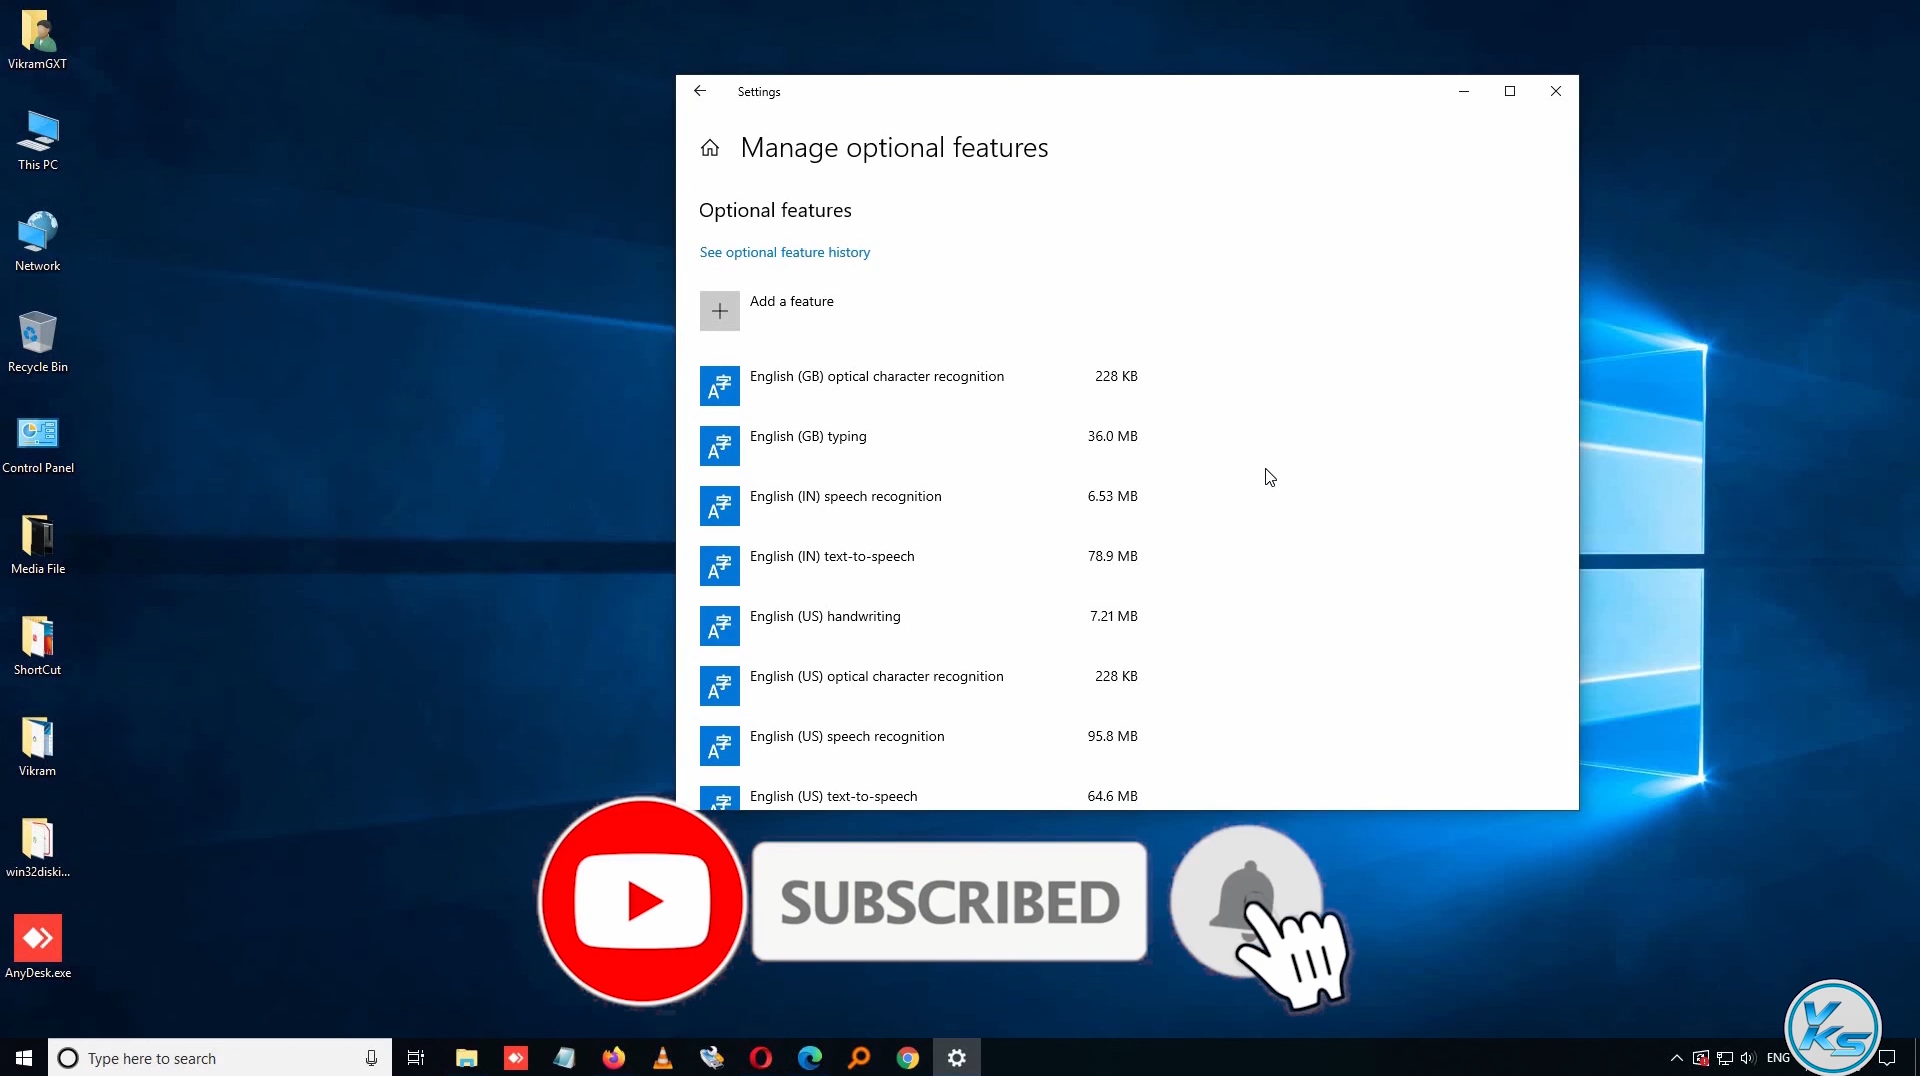 VikramGXT
This PC
Network
Recycle Bin
Control Panel
Media File
ShortCut
Vikram
win32diski...
AnyDesk.exe
Settings
Manage optional features
Optional features
See optional feature history
Add a feature
English (GB) optical character recognition 228 KB
English (GB) typing 36.0 MB
English (IN) speech recognition 6.53 MB
English (IN) text-to-speech 78.9 MB
English (US) handwriting 7.21 MB
English (US) optical character recognition 228 KB
English (US) speech recognition 95.8 MB
English (US) text-to-speech 64.6 MB
SUBSCRIBED
VKS
Type here to search
ENG